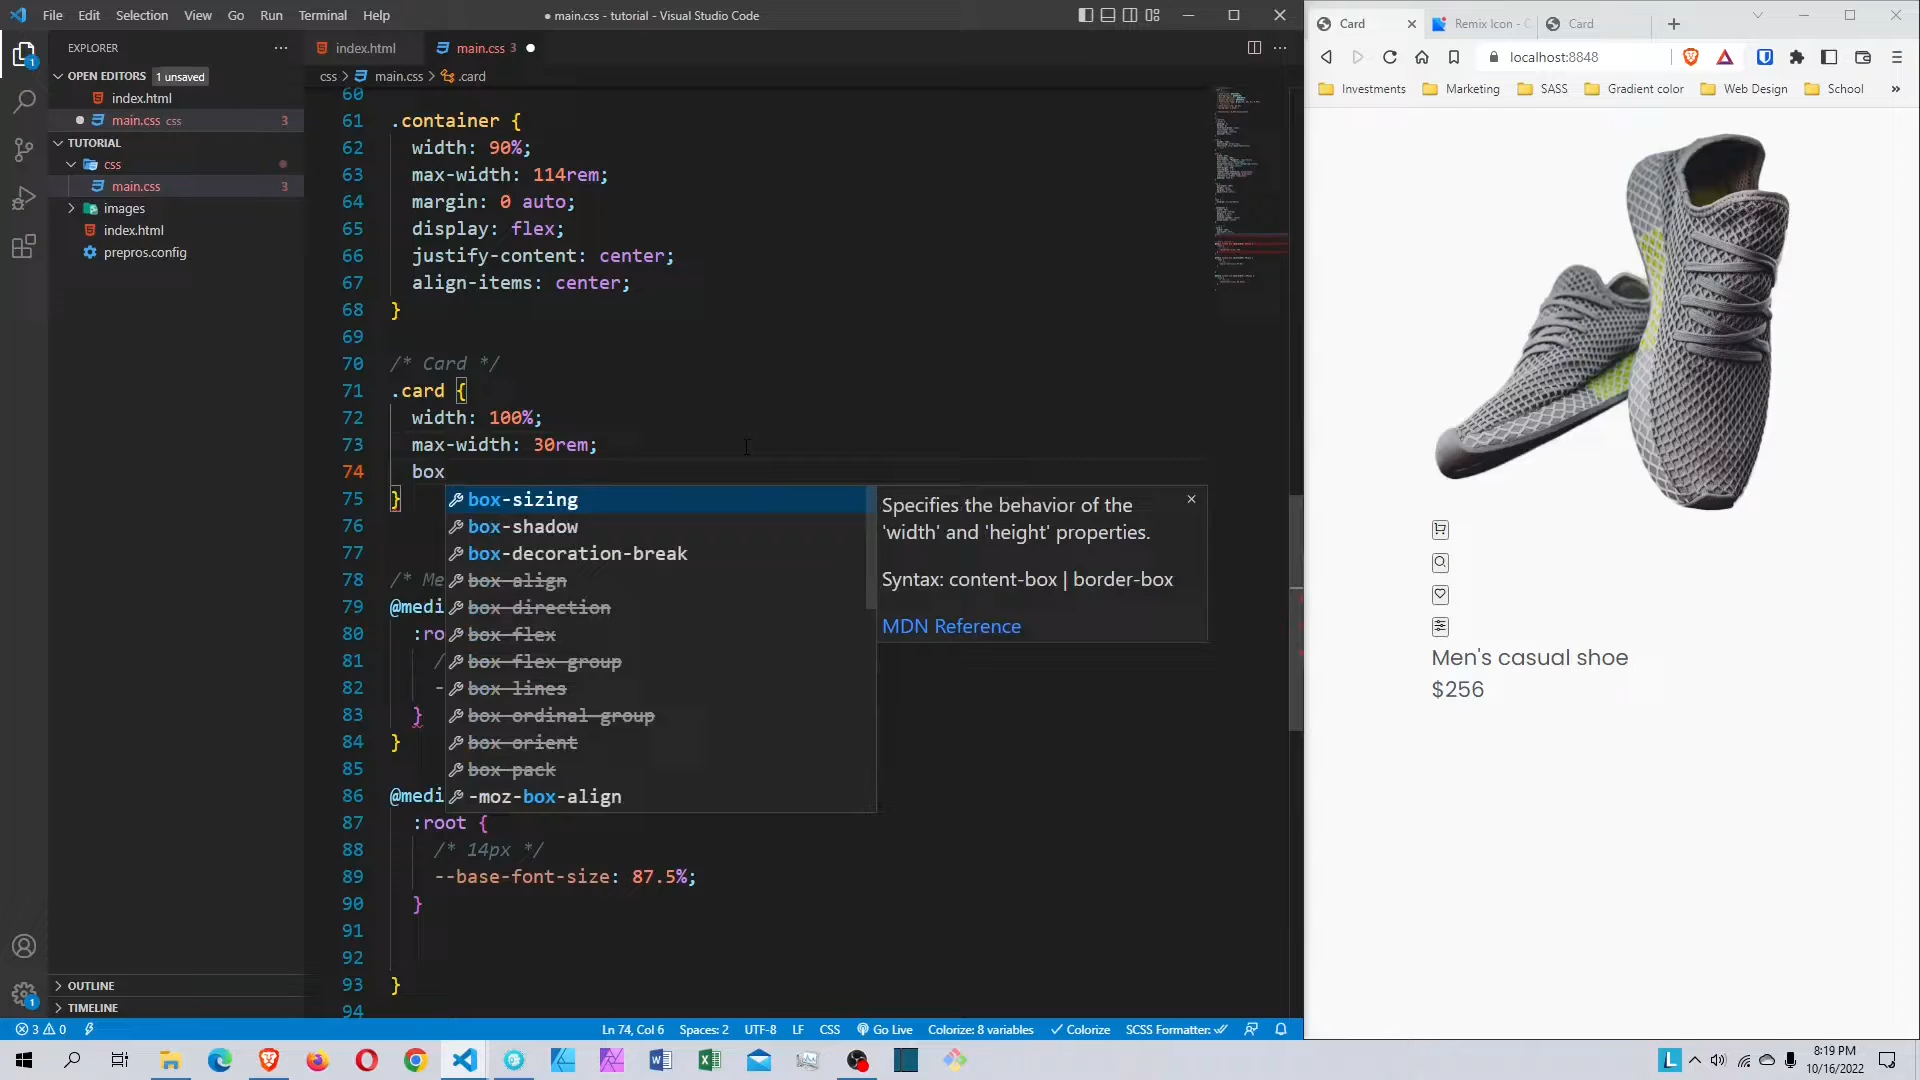 File Edit Selection View Go Run Terminal Help
● main.css - tutorial - Visual Studio Code
EXPLORER
OPEN EDITORS 1 unsaved
index.html
main.css css 3
TUTORIAL
css
main.css 3
images
index.html
prepros.config
OUTLINE
TIMELINE
index.html
main.css 3
css > main.css > .card
60
61 .container {
62 width: 90%;
63 max-width: 114rem;
64 margin: 0 auto;
65 display: flex;
66 justify-content: center;
67 align-items: center;
68 }
69
70 /* Card */
71 .card {
72 width: 100%;
73 max-width: 30rem;
74 box
75 }
76
77
78 /* Me
79 @medi
80 :ro
81 /
82 -
83 }
84 }
85
86 @medi
87 :root {
88 /* 14px */
89 --base-font-size: 87.5%;
90 }
91
92
93 }
94
box-sizing
box-shadow
box-decoration-break
box-align
box-direction
box-flex
box-flex-group
box-lines
box-ordinal-group
box-orient
box-pack
-moz-box-align
Specifies the behavior of the
'width' and 'height' properties.
Syntax: content-box | border-box
MDN Reference
3 0
Ln 74, Col 6 Spaces: 2 UTF-8 LF CSS Go Live Colorize: 8 variables Colorize SCSS Formatter:
Card Remix Icon - Card
localhost:8848
Investments Marketing SASS Gradient color Web Design School »
Men's casual shoe
$256
8:19 PM
10/16/2022